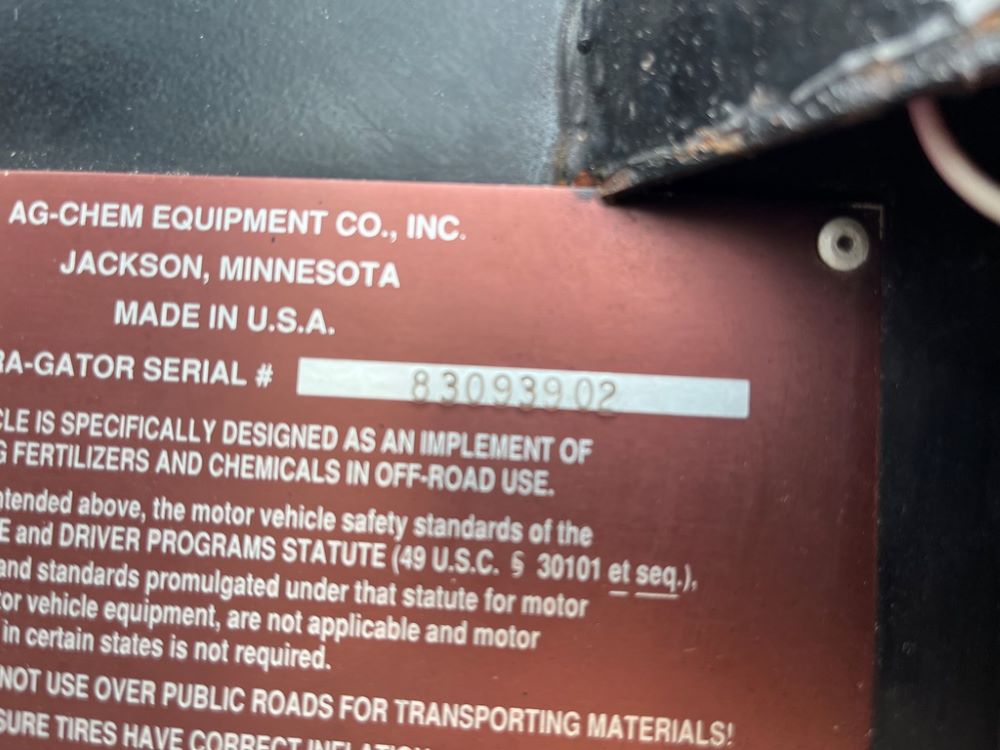 AG-CHEM EQUIPMENT CO., INC.
JACKSON, MINNESOTA
MADE IN U.S.A.
RA-GATOR SERIAL # 83093902
CLE IS SPECIFICALLY DESIGNED AS AN IMPLEMENT OF
G FERTILIZERS AND CHEMICALS IN OFF-ROAD USE.
ntended above, the motor vehicle safety standards of the
E and DRIVER PROGRAMS STATUTE (49 U.S.C. § 30101 et seq.),
and standards promulgated under that statute for motor
tor vehicle equipment, are not applicable and motor
in certain states is not required.
NOT USE OVER PUBLIC ROADS FOR TRANSPORTING MATERIALS!
SURE TIRES HAVE CORRECT INFLATION